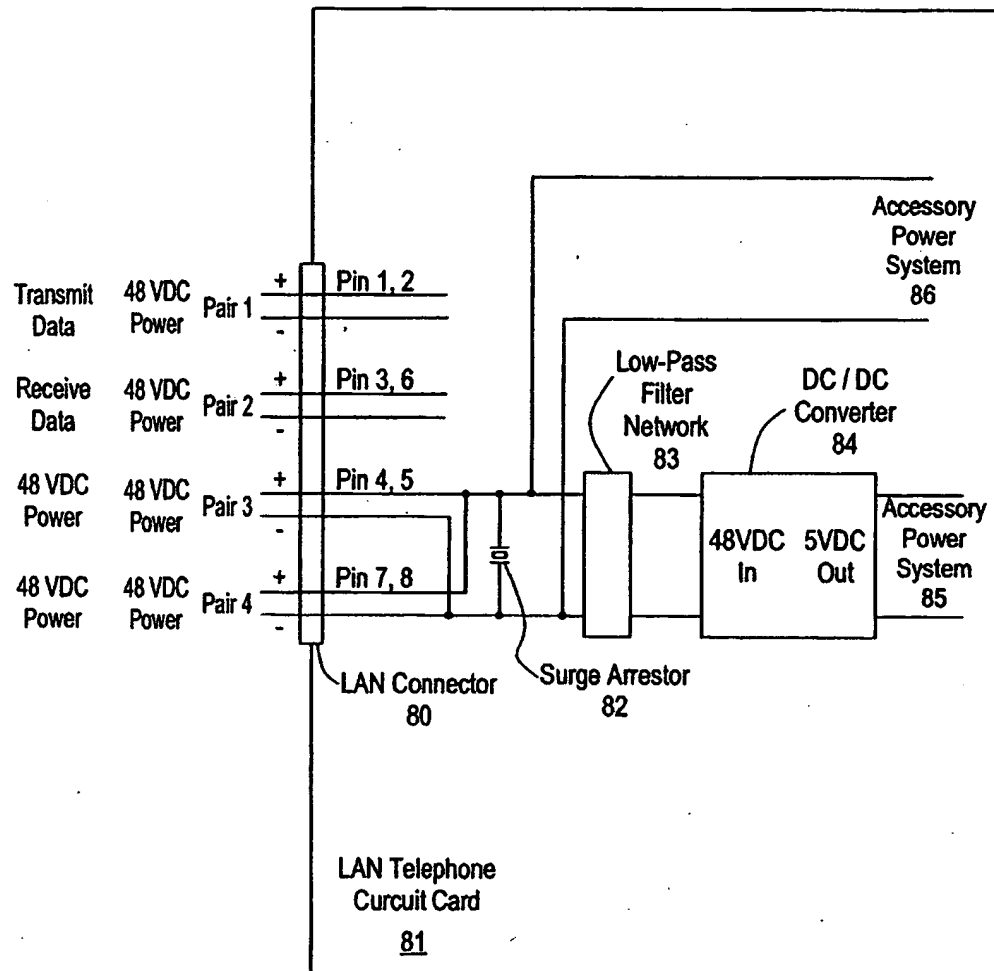 Accessory
Power
System
86
Transmit
Data
48 VDC
Power
Pair 1
+
-
Pin 1, 2
Receive
Data
48 VDC
Power
Pair 2
+
-
Pin 3, 6
48 VDC
Power
48 VDC
Power
Pair 3
+
-
Pin 4, 5
48 VDC
Power
48 VDC
Power
Pair 4
+
-
Pin 7, 8
Low-Pass
Filter
Network
83
DC / DC
Converter
84
48VDC
In
5VDC
Out
Accessory
Power
System
85
LAN Connector
80
Surge Arrestor
82
LAN Telephone
Curcuit Card
81